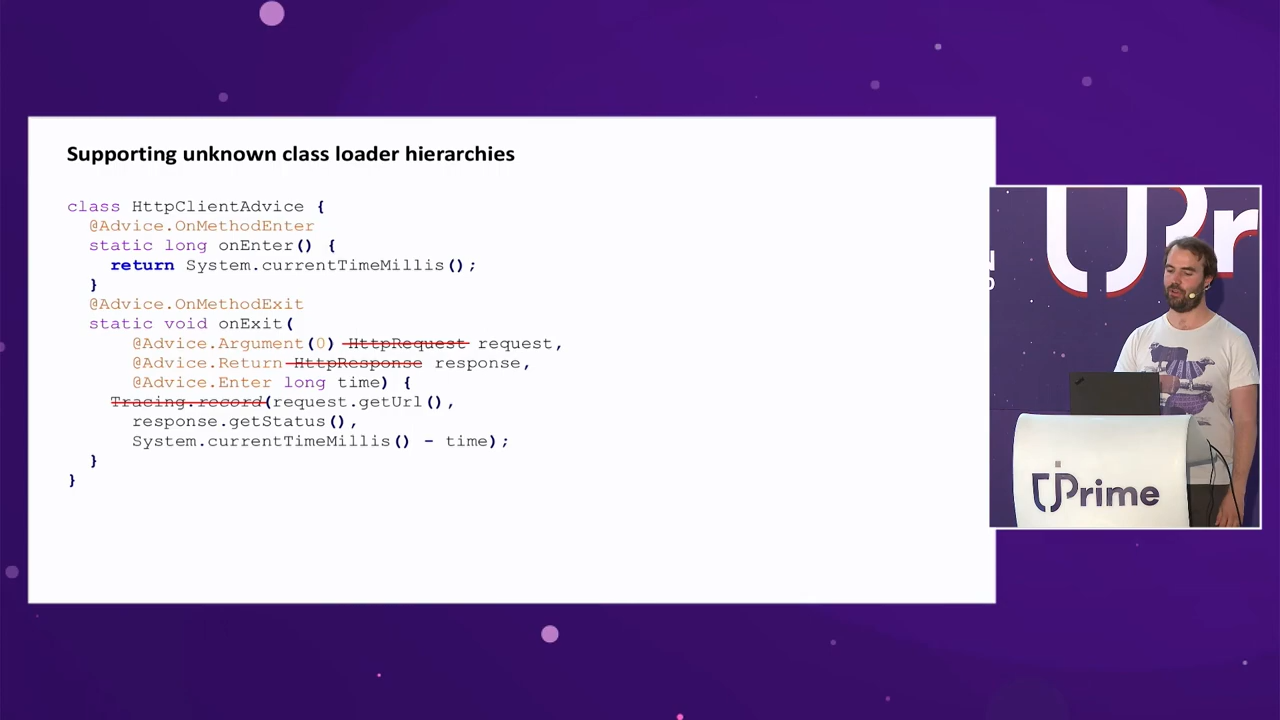 Supporting unknown class loader hierarchies
class HttpClientAdvice {
@Advice.OnMethodEnter
static long onEnter() {
return System.currentTimeMillis();
}
@Advice.OnMethodExit
static void onExit(
@Advice.Argument(0) HttpRequest request,
@Advice.Return HttpResponse response,
@Advice.Enter long time) {
Tracing.record(request.getUrl(),
response.getStatus(),
System.currentTimeMillis() - time);
}
}
JPrime